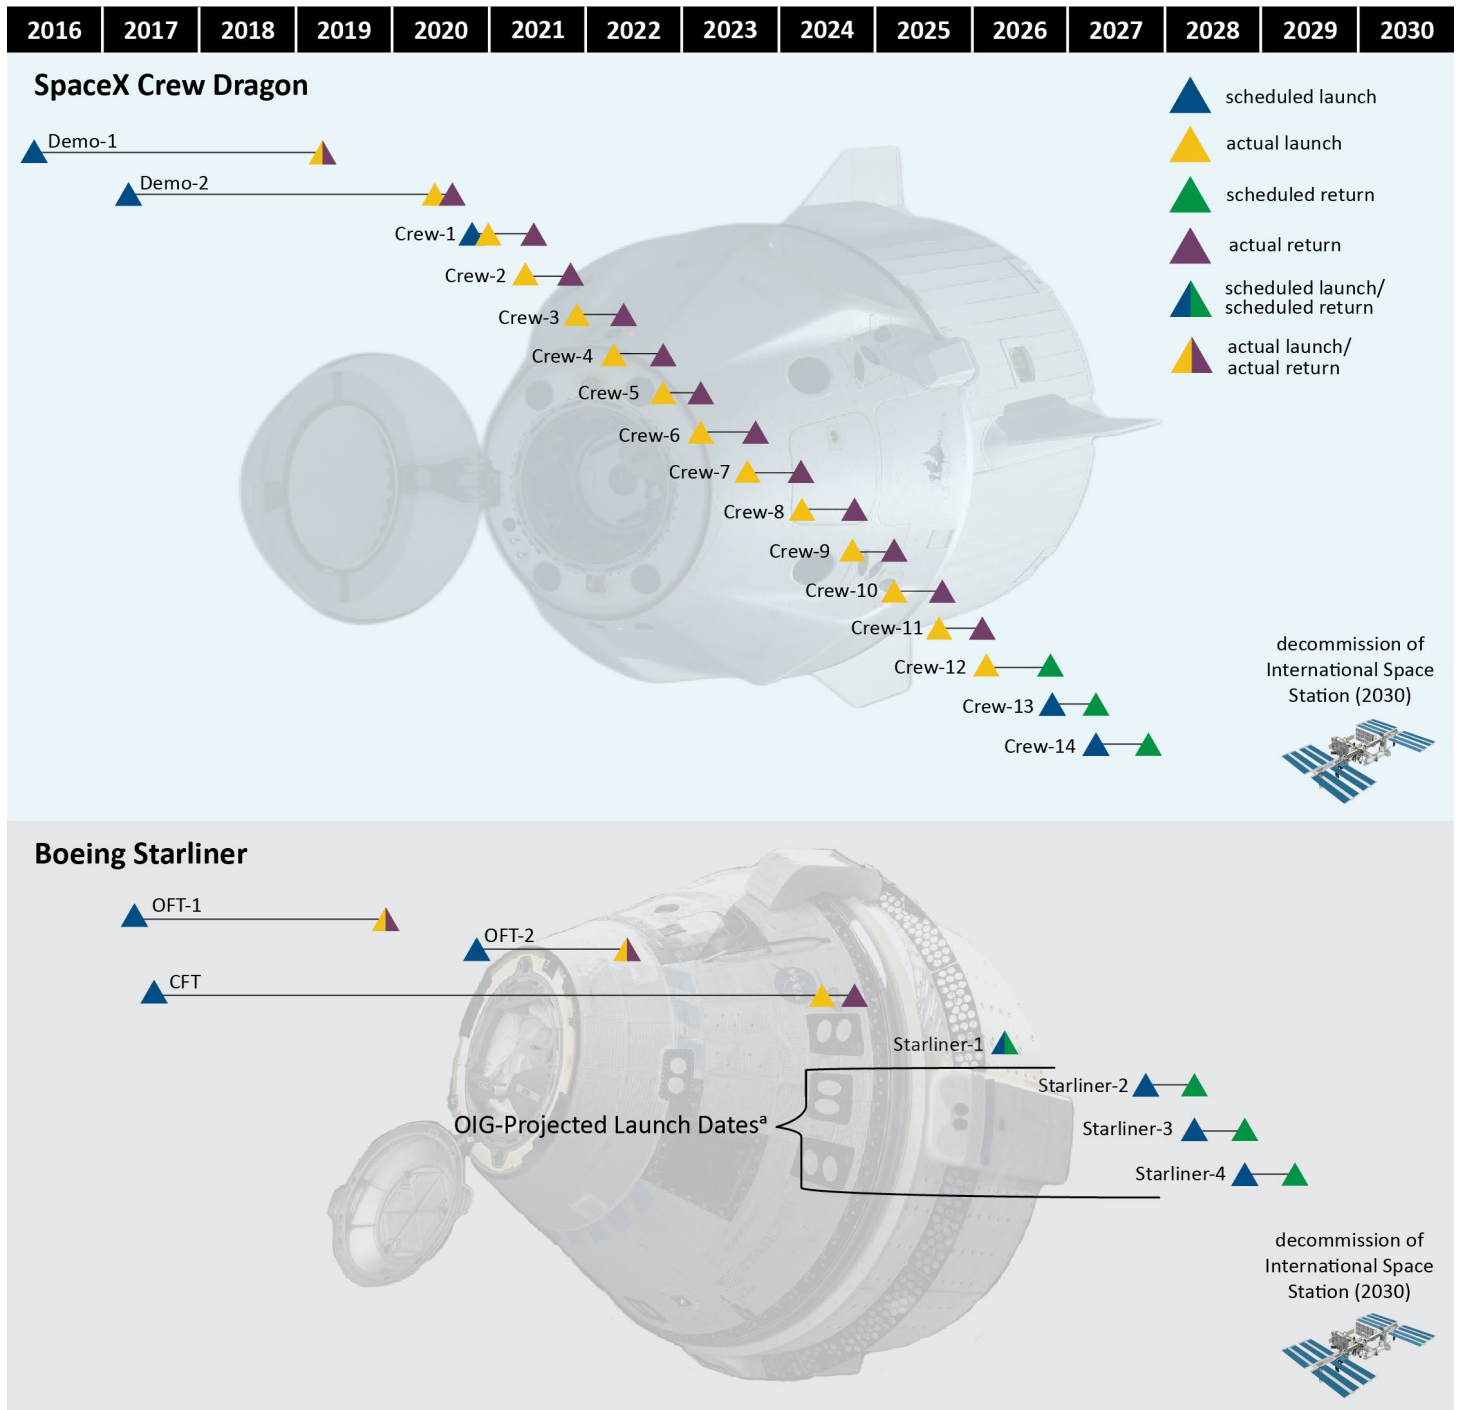 2016 2017 2018 2019 2020 2021 2022 2023 2024 2025 2026 2027 2028 2029 2030
SpaceX Crew Dragon
scheduled launch
actual launch
scheduled return
actual return
scheduled launch/
scheduled return
actual launch/
actual return
Demo-1
Demo-2
Crew-1
Crew-2
Crew-3
Crew-4
Crew-5
Crew-6
Crew-7
Crew-8
Crew-9
Crew-10
Crew-11
Crew-12
Crew-13
Crew-14
decommission of
International Space
Station (2030)
Boeing Starliner
OFT-1
OFT-2
CFT
Starliner-1
Starliner-2
OIG-Projected Launch Datesᵃ
Starliner-3
Starliner-4
decommission of
International Space
Station (2030)